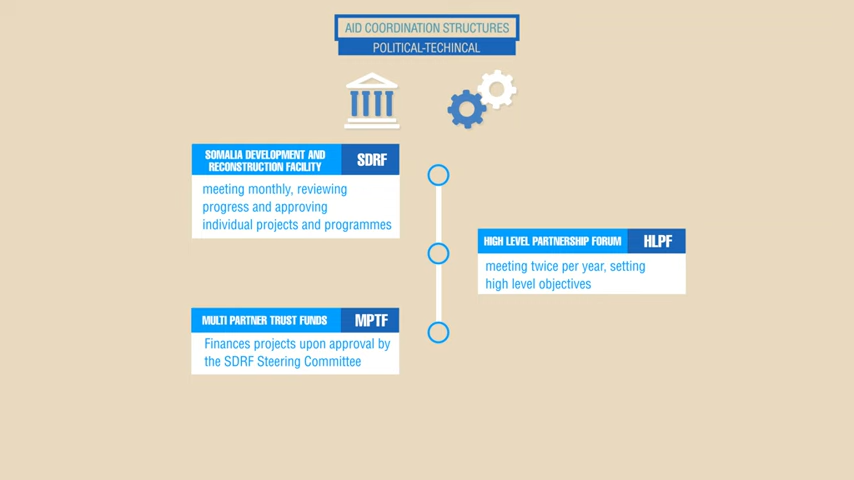 AID COORDINATION STRUCTURES
POLITICAL-TECHINCAL
SOMALIA DEVELOPMENT AND
RECONSTRUCTION FACILITY
SDRF
meeting monthly, reviewing
progress and approving
individual projects and programmes
HIGH LEVEL PARTNERSHIP FORUM
HLPF
meeting twice per year, setting
high level objectives
MULTI PARTNER TRUST FUNDS
MPTF
Finances projects upon approval by
the SDRF Steering Committee